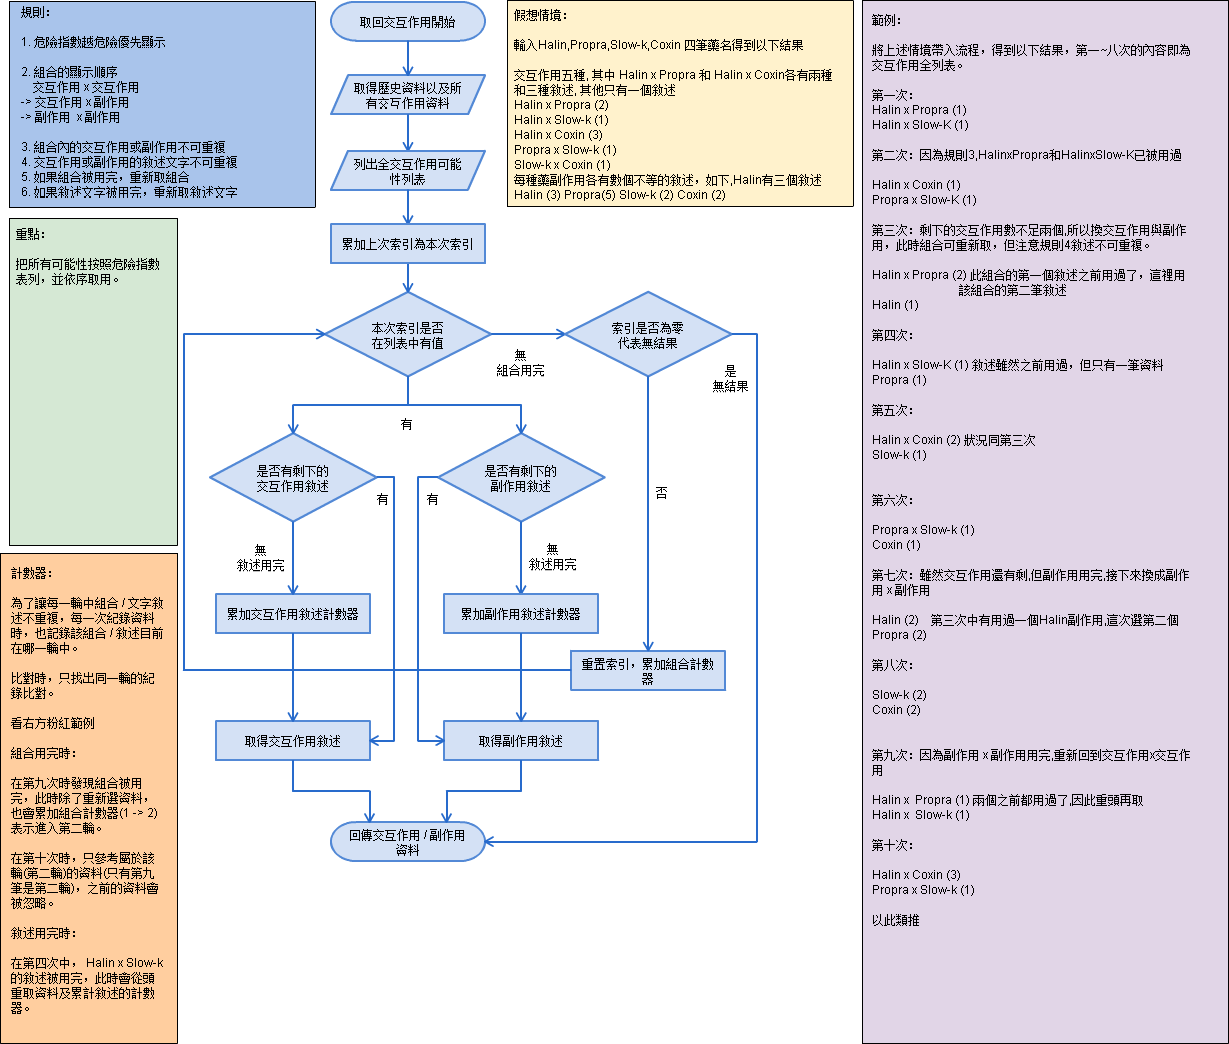 規則：
1. 危險指數越危險優先顯示
2. 組合的顯示順序
交互作用 x 交互作用
-> 交互作用 x 副作用
-> 副作用 x 副作用
3. 組合內的交互作用或副作用不可重複
4. 交互作用或副作用的敘述文字不可重複
5. 如果組合被用完，重新取組合
6. 如果敘述文字被用完，重新取敘述文字
重點：
把所有可能性按照危險指數
表列，並依序取用。
計數器：
為了讓每一輪中組合 / 文字敘
述不重複，每一次紀錄資料
時，也記錄該組合 / 敘述目前
在哪一輪中。
比對時，只找出同一輪的紀
錄比對。
看右方粉紅範例
組合用完時：
在第九次時發現組合被用
完，此時除了重新選資料，
也會累加組合計數器(1 -> 2)
表示進入第二輪。
在第十次時，只參考屬於該
輪(第二輪)的資料(只有第九
筆是第二輪)，之前的資料會
被忽略。
敘述用完時：
在第四次中， Halin x Slow-k
的敘述被用完，此時會從頭
重取資料及累計敘述的計數
器。
取回交互作用開始
取得歷史資料以及所
有交互作用資料
列出全交互作用可能
性列表
累加上次索引為本次索引
本次索引是否
在列表中有值
無
組合用完
索引是否為零
代表無結果
是
無結果
有
是否有剩下的
交互作用敘述
有
是否有剩下的
副作用敘述
有
否
無
敘述用完
無
敘述用完
累加交互作用敘述計數器
累加副作用敘述計數器
重置索引，累加組合計數
器
取得交互作用敘述
取得副作用敘述
回傳交互作用 / 副作用
資料
假想情境：
輸入Halin,Propra,Slow-k,Coxin 四筆藥名得到以下結果
交互作用五種, 其中 Halin x Propra 和 Halin x Coxin各有兩種
和三種敘述, 其他只有一個敘述
Halin x Propra (2)
Halin x Slow-k (1)
Halin x Coxin (3)
Propra x Slow-k (1)
Slow-k x Coxin (1)
每種藥副作用各有數個不等的敘述，如下,Halin有三個敘述
Halin (3) Propra(5) Slow-k (2) Coxin (2)
範例：
將上述情境帶入流程，得到以下結果，第一~八次的內容即為
交互作用全列表。
第一次：
Halin x Propra (1)
Halin x Slow-K (1)
第二次：因為規則3,HalinxPropra和HalinxSlow-K已被用過
Halin x Coxin (1)
Propra x Slow-K (1)
第三次：剩下的交互作用數不足兩個,所以換交互作用與副作
用，此時組合可重新取，但注意規則4敘述不可重複。
Halin x Propra (2) 此組合的第一個敘述之前用過了，這裡用
該組合的第二筆敘述
Halin (1)
第四次：
Halin x Slow-K (1) 敘述雖然之前用過，但只有一筆資料
Propra (1)
第五次：
Halin x Coxin (2) 狀況同第三次
Slow-k (1)
第六次：
Propra x Slow-k (1)
Coxin (1)
第七次：雖然交互作用還有剩,但副作用用完,接下來換成副作
用 x 副作用
Halin (2) 第三次中有用過一個Halin副作用,這次選第二個
Propra (2)
第八次：
Slow-k (2)
Coxin (2)
第九次：因為副作用 x 副作用用完,重新回到交互作用x交互作
用
Halin x Propra (1) 兩個之前都用過了,因此重頭再取
Halin x Slow-k (1)
第十次：
Halin x Coxin (3)
Propra x Slow-k (1)
以此類推